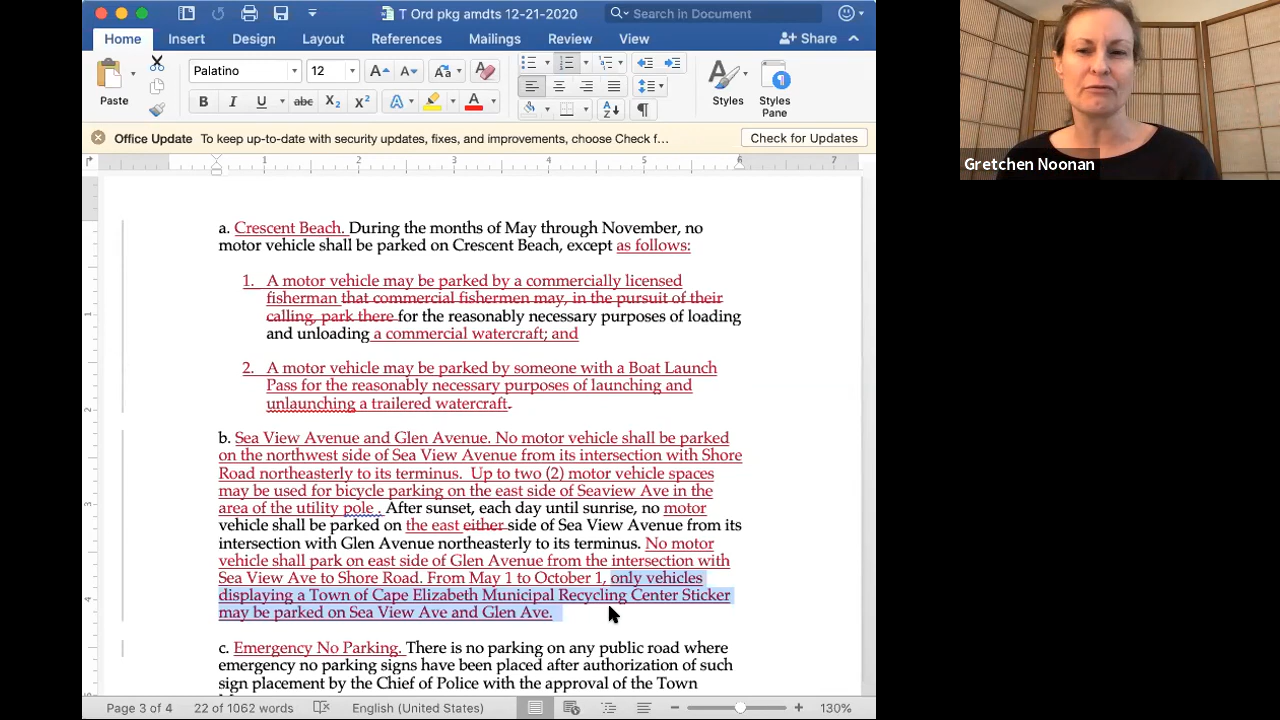 T Ord pkg amdts 12-21-2020
Search in Document
Home Insert Design Layout References Mailings Review View Share
Palatino 12
Paste
B I U abc X₂ X² A A
Styles
Styles Pane
Office Update To keep up-to-date with security updates, fixes, and improvements, choose Check f... Check for Updates
1 2 3 4 5 6 7
a. Crescent Beach. During the months of May through November, no
motor vehicle shall be parked on Crescent Beach, except as follows:
1. A motor vehicle may be parked by a commercially licensed
fisherman that commercial fishermen may, in the pursuit of their
calling, park there for the reasonably necessary purposes of loading
and unloading a commercial watercraft; and
2. A motor vehicle may be parked by someone with a Boat Launch
Pass for the reasonably necessary purposes of launching and
unlaunching a trailered watercraft.
b. Sea View Avenue and Glen Avenue. No motor vehicle shall be parked
on the northwest side of Sea View Avenue from its intersection with Shore
Road northeasterly to its terminus. Up to two (2) motor vehicle spaces
may be used for bicycle parking on the east side of Seaview Ave in the
area of the utility pole . After sunset, each day until sunrise, no motor
vehicle shall be parked on the east either side of Sea View Avenue from its
intersection with Glen Avenue northeasterly to its terminus. No motor
vehicle shall park on east side of Glen Avenue from the intersection with
Sea View Ave to Shore Road. From May 1 to October 1, only vehicles
displaying a Town of Cape Elizabeth Municipal Recycling Center Sticker
may be parked on Sea View Ave and Glen Ave.
c. Emergency No Parking. There is no parking on any public road where
emergency no parking signs have been placed after authorization of such
sign placement by the Chief of Police with the approval of the Town
Page 3 of 4 22 of 1062 words English (United States) 130%
Gretchen Noonan